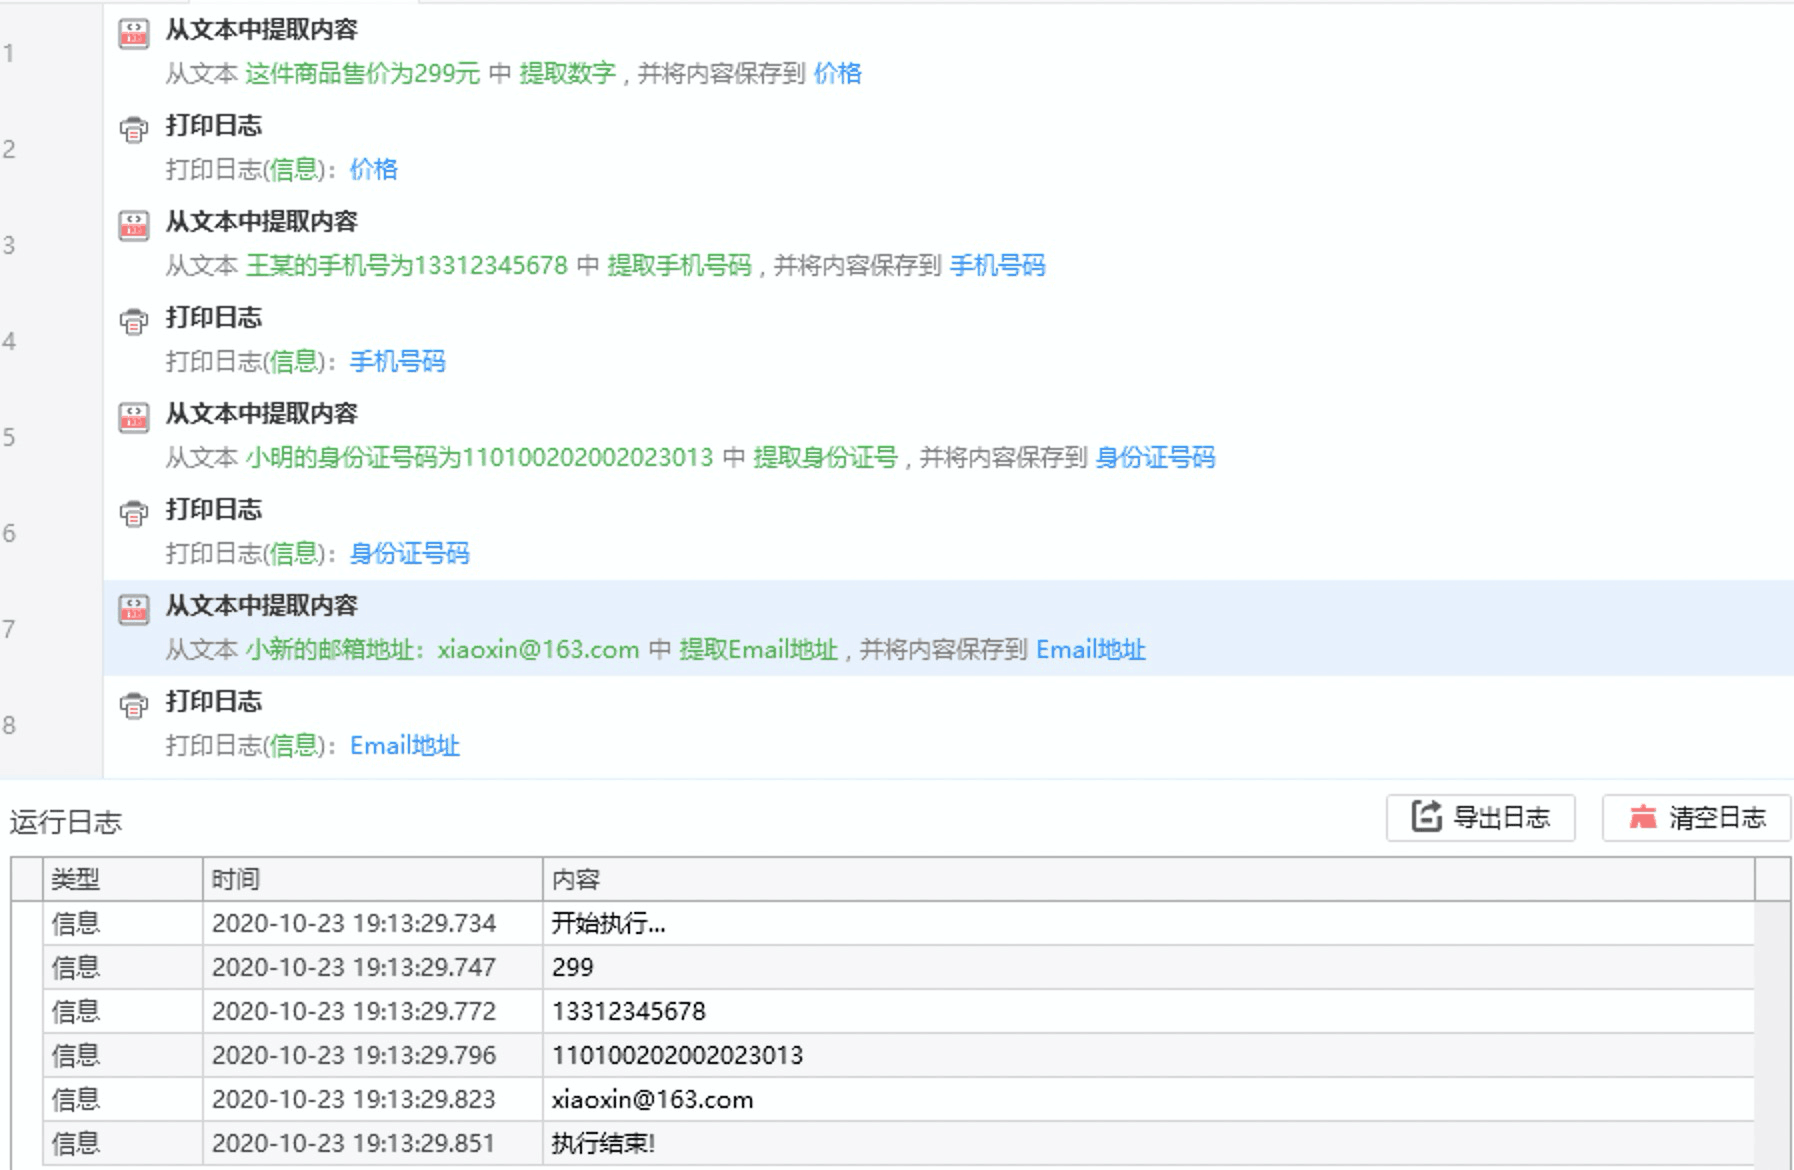 1
从文本中提取内容
从文本 这件商品售价为299元 中 提取数字 , 并将内容保存到 价格
2
打印日志
打印日志(信息): 价格
3
从文本中提取内容
从文本 王某的手机号为13312345678 中 提取手机号码 , 并将内容保存到 手机号码
4
打印日志
打印日志(信息): 手机号码
5
从文本中提取内容
从文本 小明的身份证号码为110100202002023013 中 提取身份证号 , 并将内容保存到 身份证号码
6
打印日志
打印日志(信息): 身份证号码
7
从文本中提取内容
从文本 小新的邮箱地址：xiaoxin@163.com 中 提取Email地址 , 并将内容保存到 Email地址
8
打印日志
打印日志(信息): Email地址
运行日志 导出日志 清空日志
类型 时间 内容
信息 2020-10-23 19:13:29.734 开始执行...
信息 2020-10-23 19:13:29.747 299
信息 2020-10-23 19:13:29.772 13312345678
信息 2020-10-23 19:13:29.796 110100202002023013
信息 2020-10-23 19:13:29.823 xiaoxin@163.com
信息 2020-10-23 19:13:29.851 执行结束!